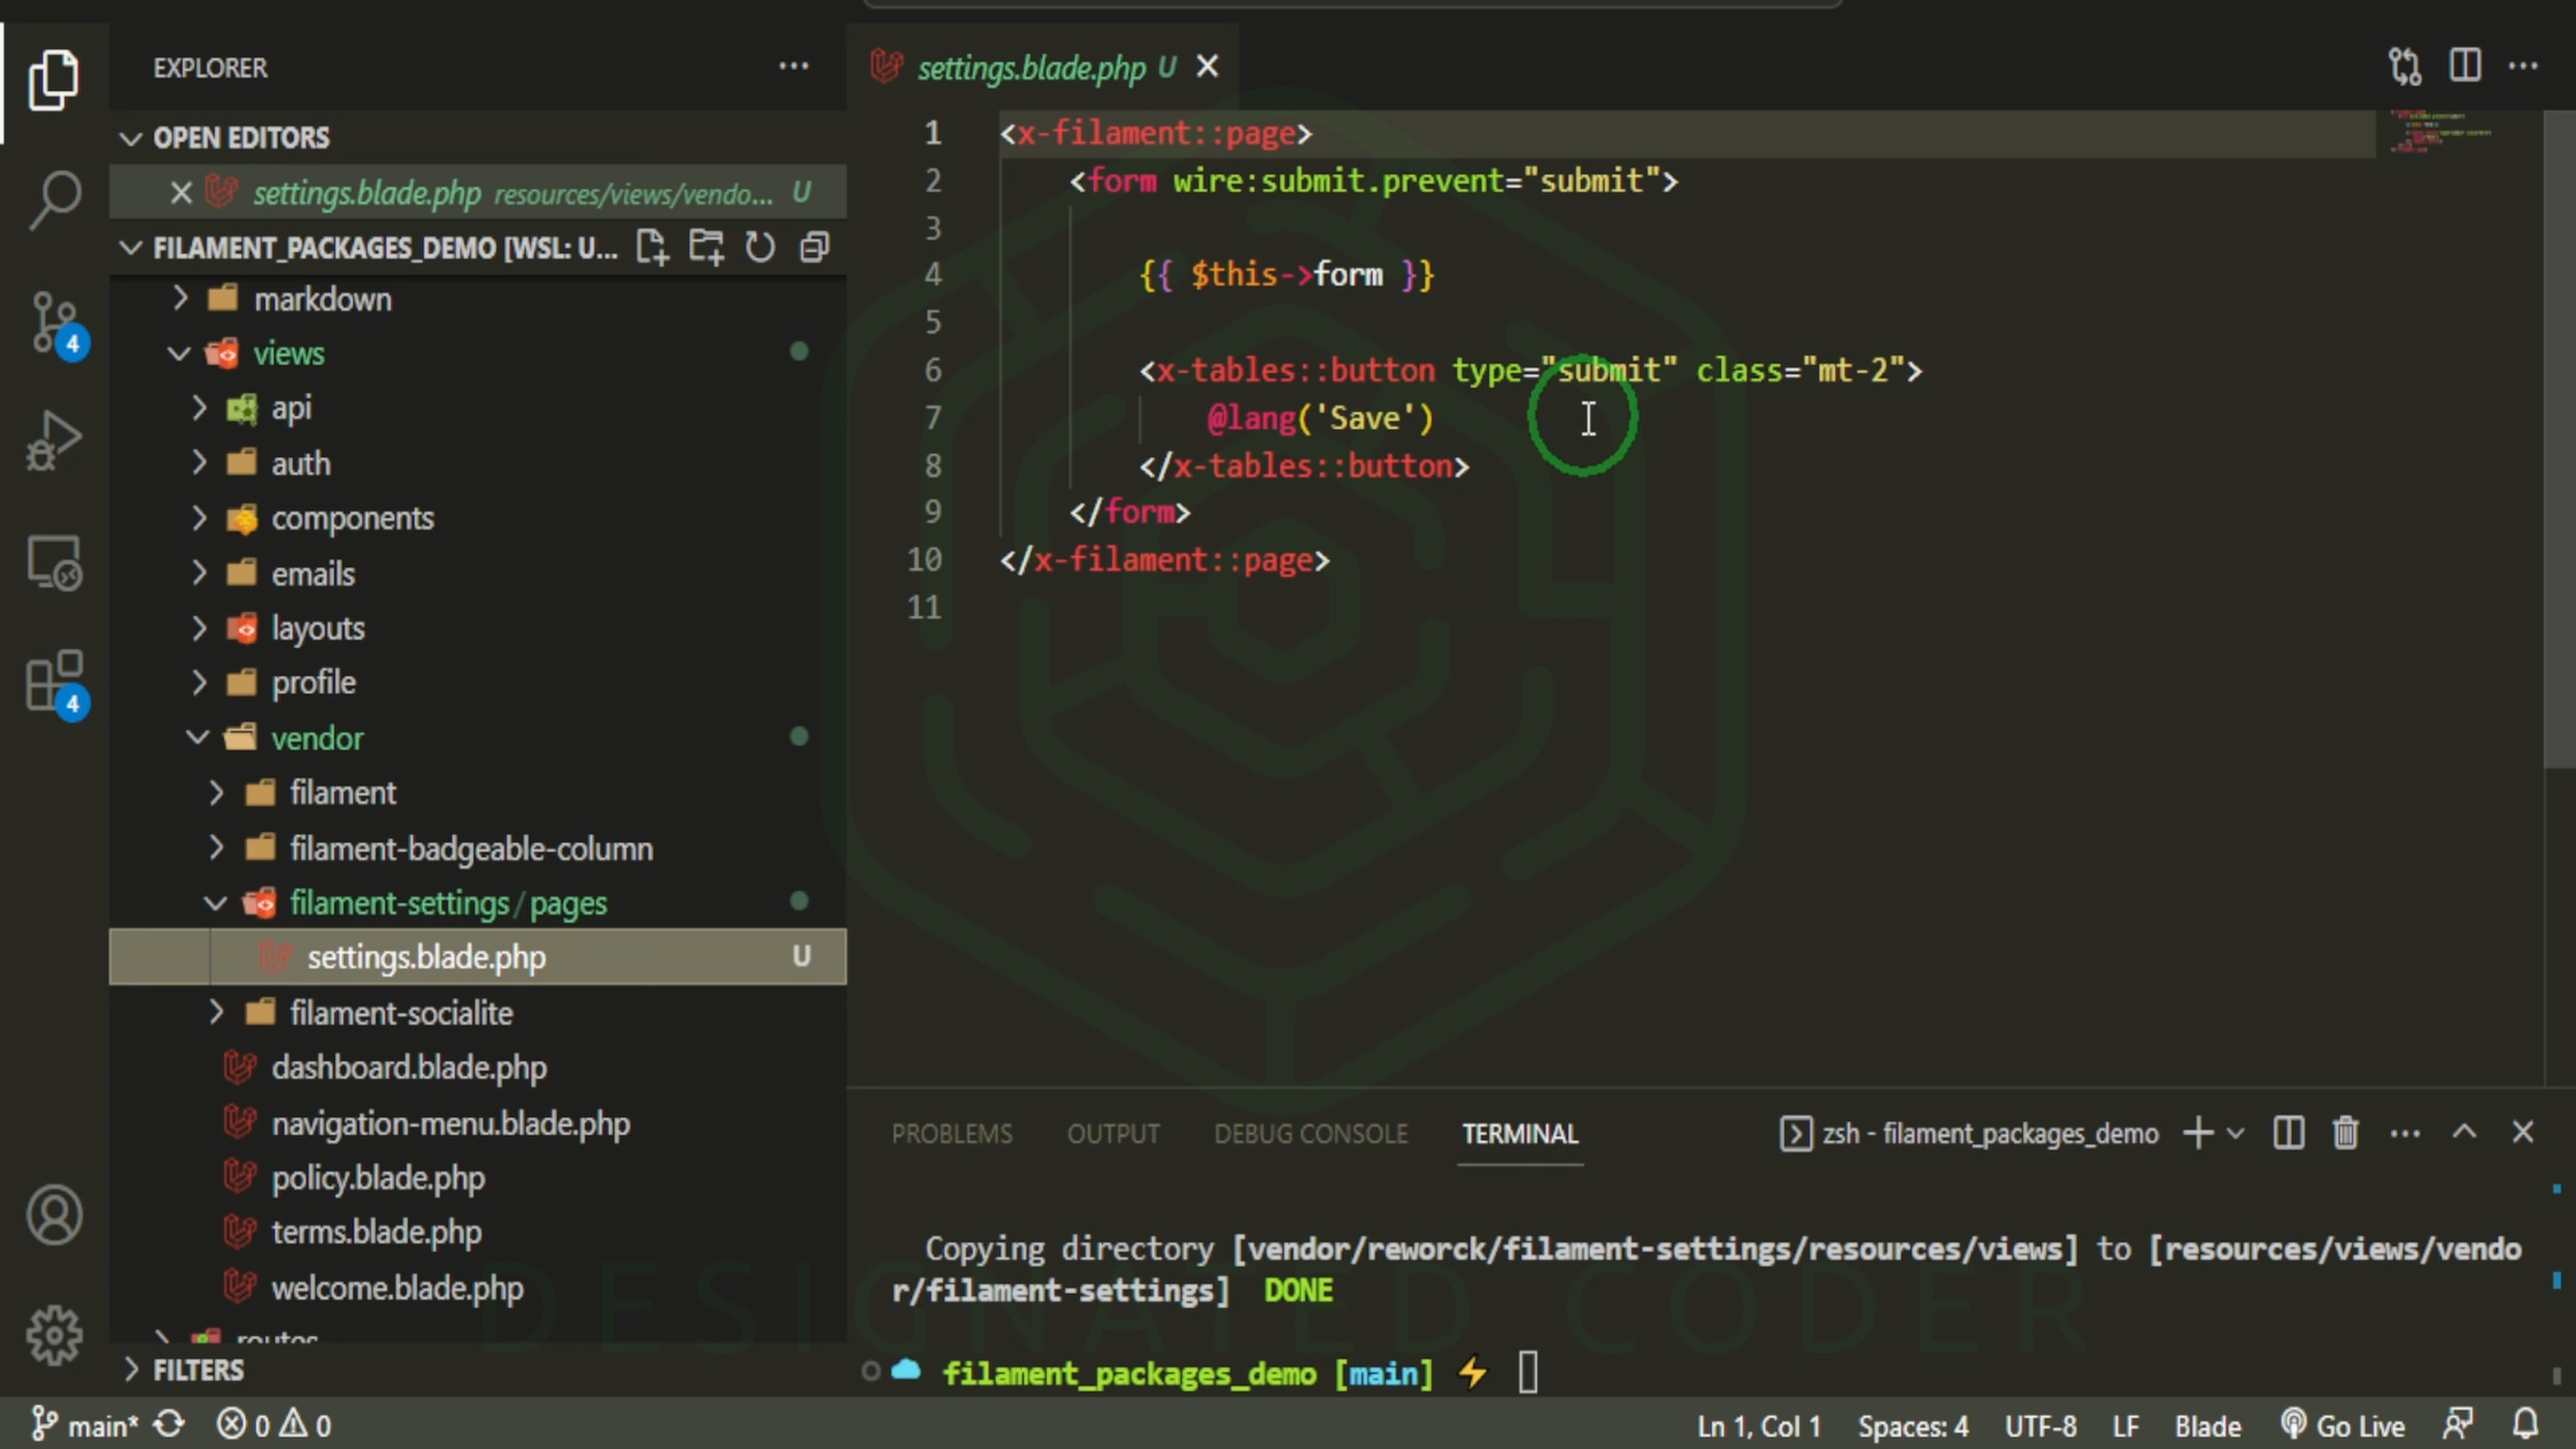 EXPLORER
OPEN EDITORS
settings.blade.php resources/views/vendo... U
FILAMENT_PACKAGES_DEMO [WSL: U...
markdown
views
api
auth
components
emails
layouts
profile
vendor
filament
filament-badgeable-column
filament-settings / pages
settings.blade.php U
filament-socialite
dashboard.blade.php
navigation-menu.blade.php
policy.blade.php
terms.blade.php
welcome.blade.php
routes
FILTERS
4
4
settings.blade.php U
1 <x-filament::page>
2 <form wire:submit.prevent="submit">
3
4 {{ $this->form }}
5
6 <x-tables::button type="submit" class="mt-2">
7 @lang('Save')
8 </x-tables::button>
9 </form>
10 </x-filament::page>
11
PROBLEMS OUTPUT DEBUG CONSOLE TERMINAL zsh - filament_packages_demo
Copying directory [vendor/reworck/filament-settings/resources/views] to [resources/views/vendo
r/filament-settings] DONE
DESIGNATED CODER
filament_packages_demo [main]
main* 0 0 Ln 1, Col 1 Spaces: 4 UTF-8 LF Blade Go Live